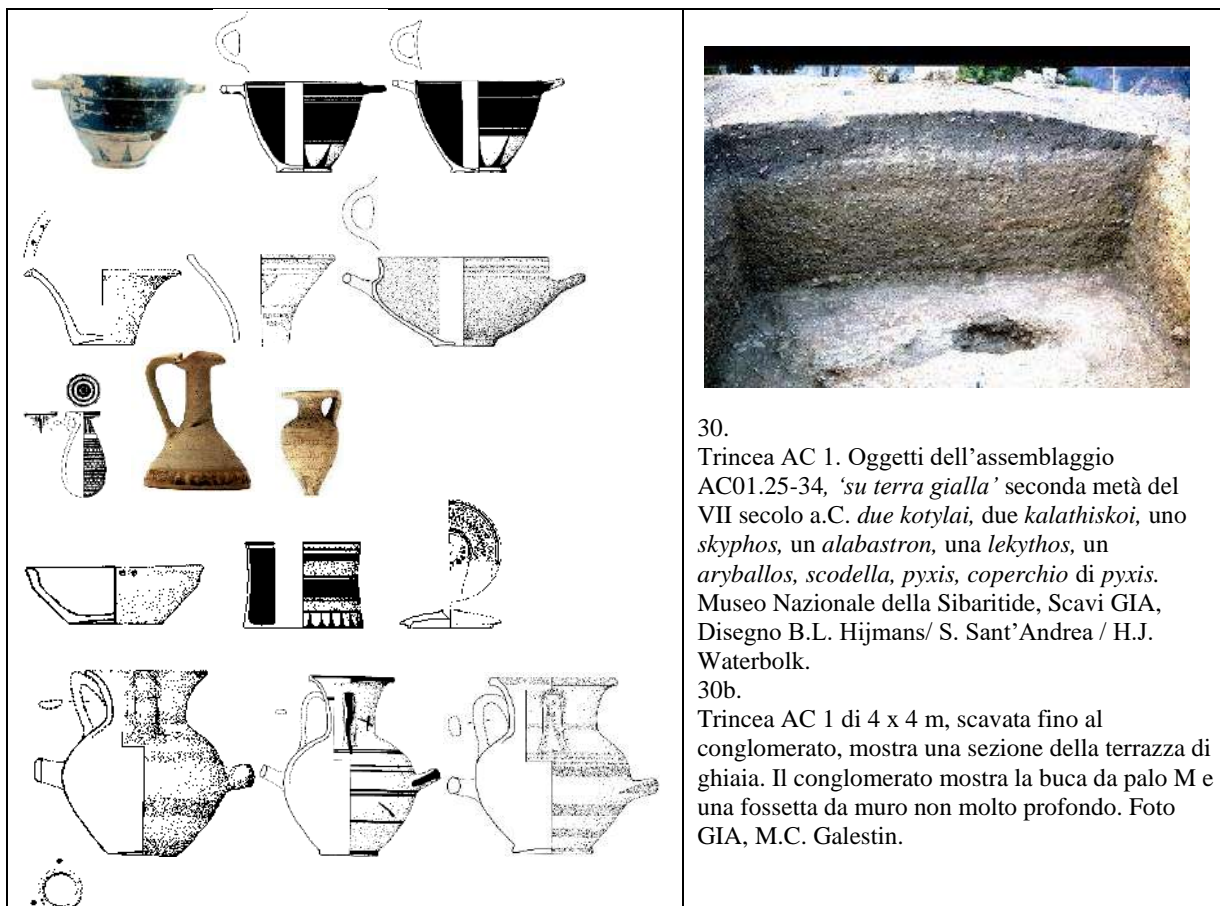 30.
Trincea AC 1. Oggetti dell’assemblaggio
AC01.25-34, ‘su terra gialla’ seconda metà del
VII secolo a.C. due kotylai, due kalathiskoi, uno
skyphos, un alabastron, una lekythos, un
aryballos, scodella, pyxis, coperchio di pyxis.
Museo Nazionale della Sibaritide, Scavi GIA,
Disegno B.L. Hijmans/ S. Sant’Andrea / H.J.
Waterbolk.
30b.
Trincea AC 1 di 4 x 4 m, scavata fino al
conglomerato, mostra una sezione della terrazza di
ghiaia. Il conglomerato mostra la buca da palo M e
una fossetta da muro non molto profondo. Foto
GIA, M.C. Galestin.